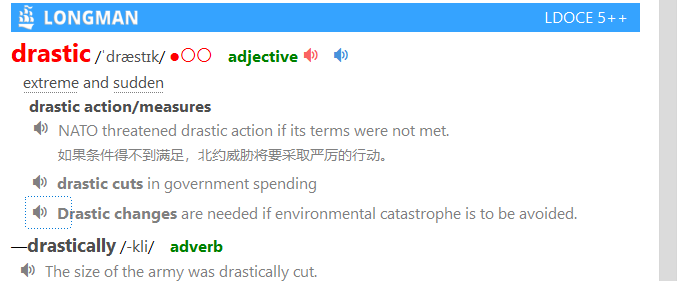 LONGMAN LDOCE 5++
drastic /ˈdræstɪk/ ●○○ adjective
extreme and sudden
drastic action/measures
NATO threatened drastic action if its terms were not met.
如果条件得不到满足，北约威胁将要采取严厉的行动。
drastic cuts in government spending
Drastic changes are needed if environmental catastrophe is to be avoided.
—drastically /-kli/ adverb
The size of the army was drastically cut.